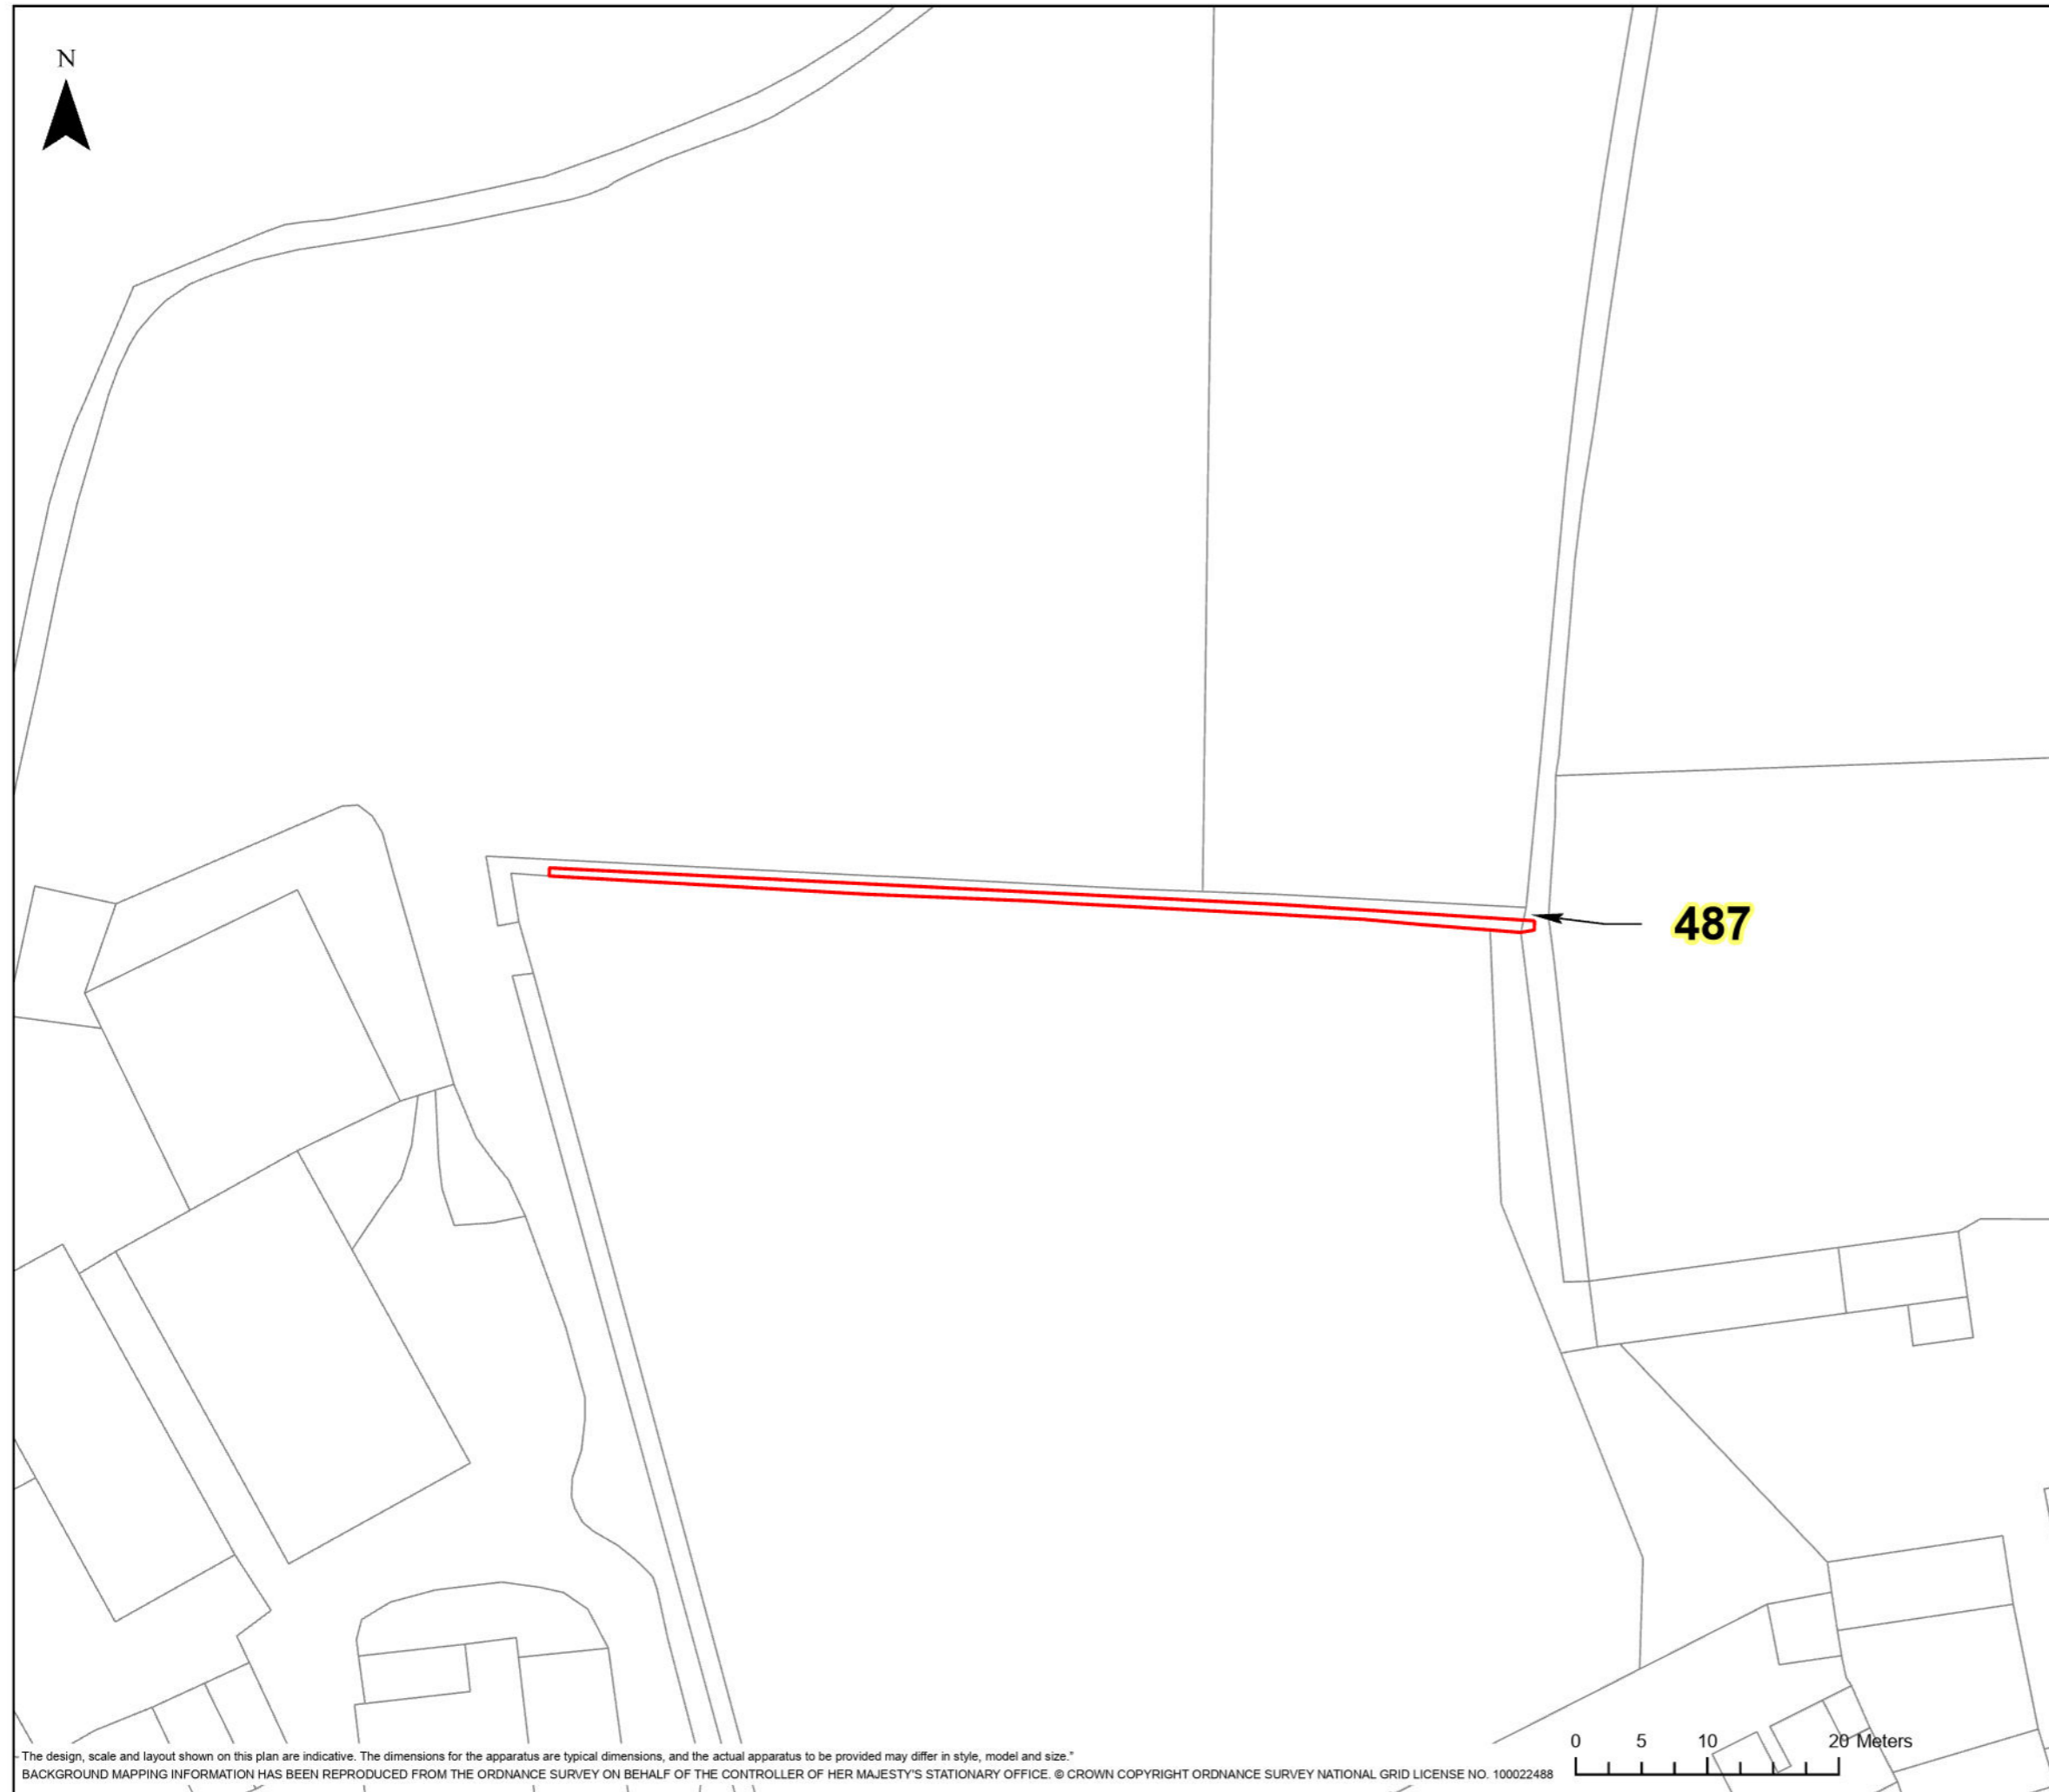 N
487
0 5 10 20 Meters
The design, scale and layout shown on this plan are indicative. The dimensions for the apparatus are typical dimensions, and the actual apparatus to be provided may differ in style, model and size."
BACKGROUND MAPPING INFORMATION HAS BEEN REPRODUCED FROM THE ORDNANCE SURVEY ON BEHALF OF THE CONTROLLER OF HER MAJESTY'S STATIONARY OFFICE. © CROWN COPYRIGHT ORDNANCE SURVEY NATIONAL GRID LICENSE NO. 100022488